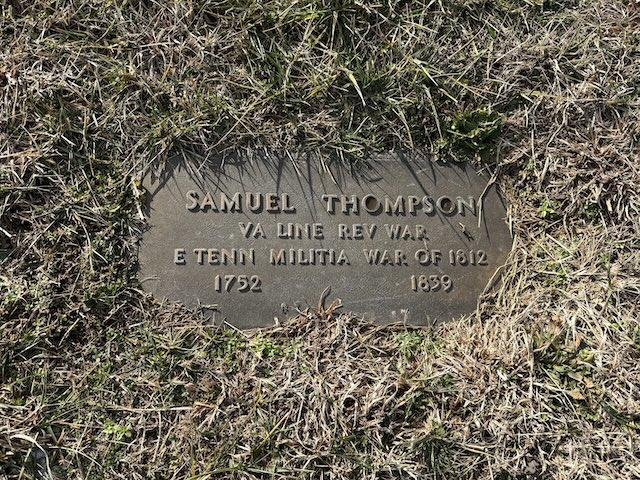 SAMUEL THOMPSON
VA LINE REV WAR
E TENN MILITIA WAR OF 1812
1752 1839